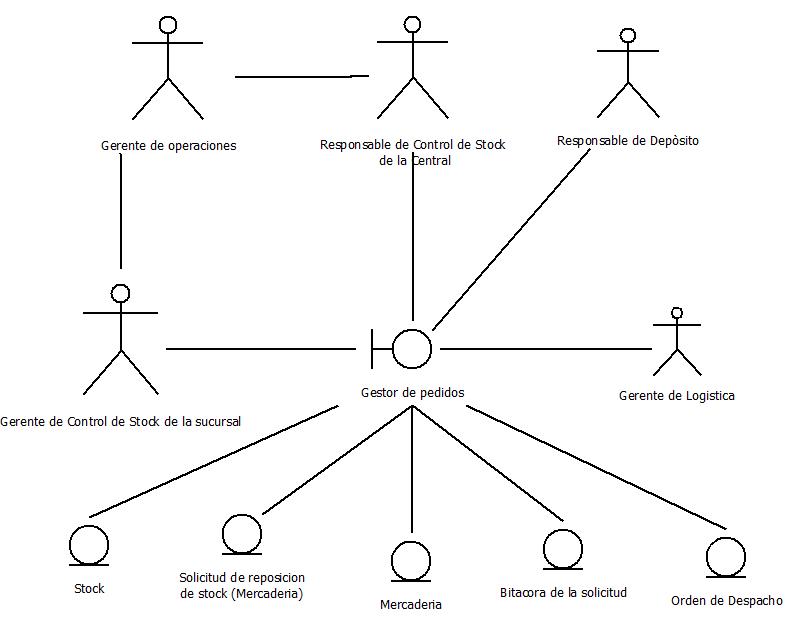 Gerente de operaciones
Responsable de Control de Stock
de la Central
Responsable de Depòsito
Gestor de pedidos
Gerente de Logistica
Gerente de Control de Stock de la sucursal
Stock
Solicitud de reposicion
de stock (Mercaderia)
Mercaderia
Bitacora de la solicitud
Orden de Despacho